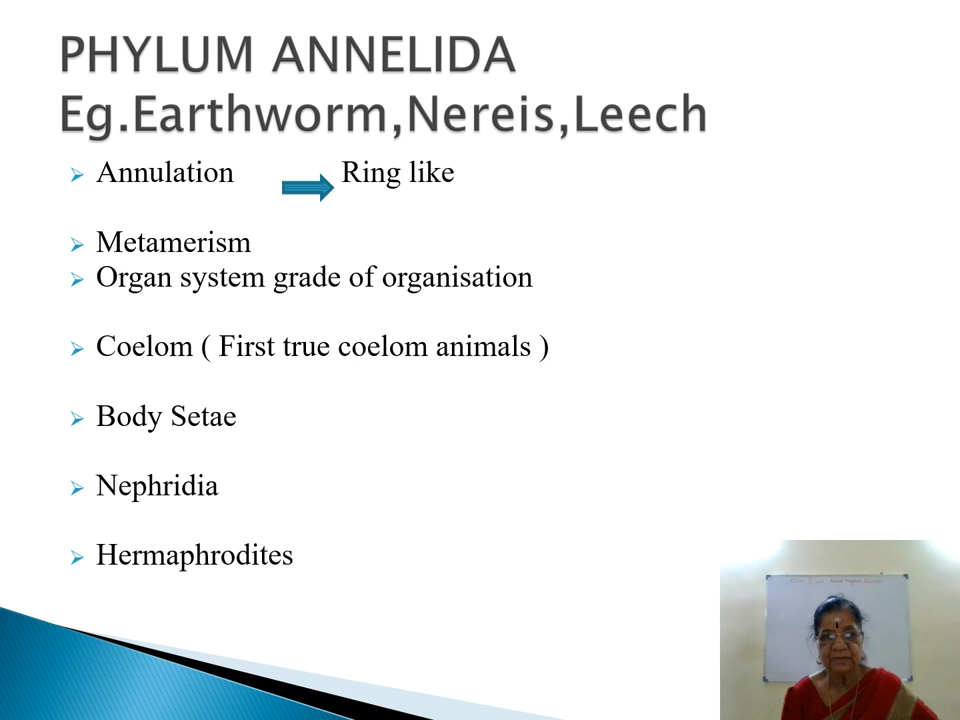 PHYLUM ANNELIDA
Eg.Earthworm,Nereis,Leech
Annulation Ring like
Metamerism
Organ system grade of organisation
Coelom ( First true coelom animals )
Body Setae
Nephridia
Hermaphrodites